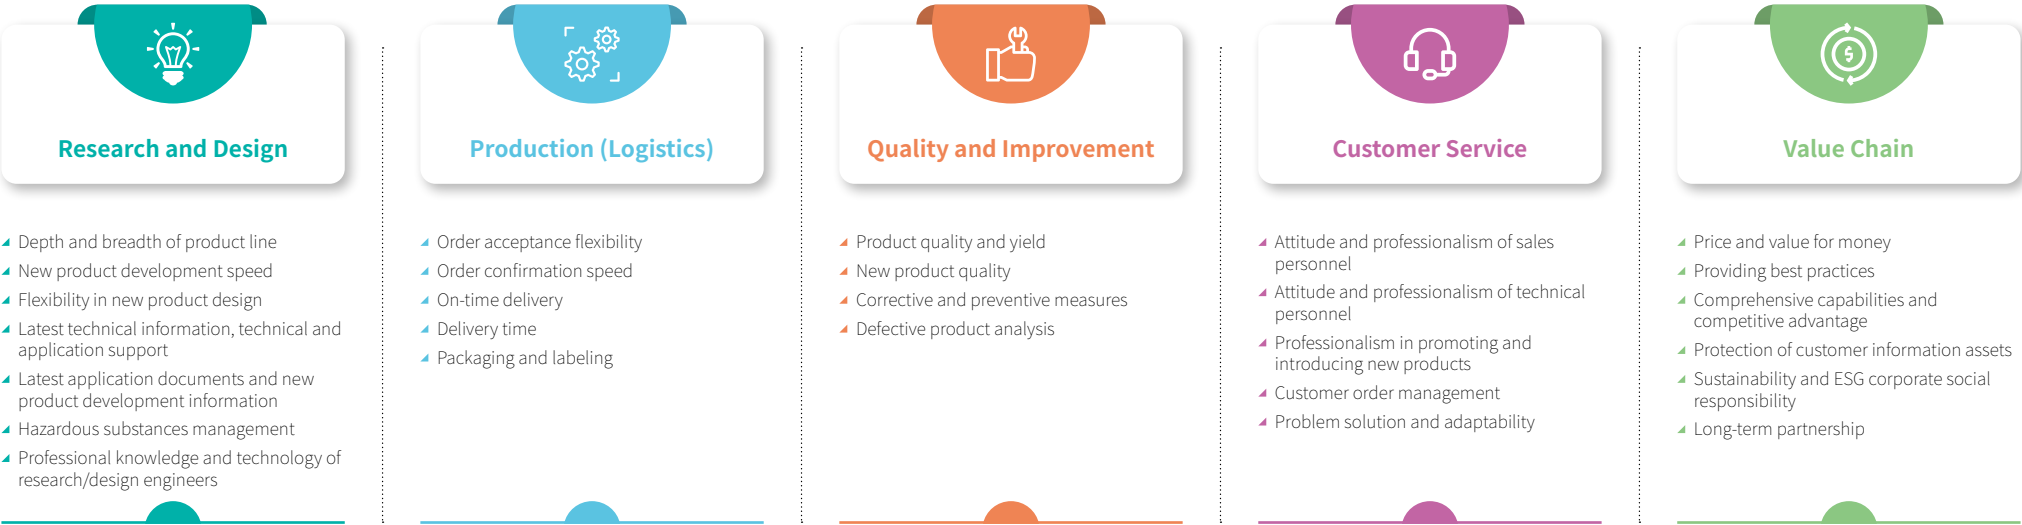 Research and Design
Depth and breadth of product line
New product development speed
Flexibility in new product design
Latest technical information, technical and
application support
Latest application documents and new
product development information
Hazardous substances management
Professional knowledge and technology of
research/design engineers
Production (Logistics)
Order acceptance flexibility
Order confirmation speed
On-time delivery
Delivery time
Packaging and labeling
Quality and Improvement
Product quality and yield
New product quality
Corrective and preventive measures
Defective product analysis
Customer Service
Attitude and professionalism of sales
personnel
Attitude and professionalism of technical
personnel
Professionalism in promoting and
introducing new products
Customer order management
Problem solution and adaptability
$
Value Chain
Price and value for money
Providing best practices
Comprehensive capabilities and
competitive advantage
Protection of customer information assets
Sustainability and ESG corporate social
responsibility
Long-term partnership